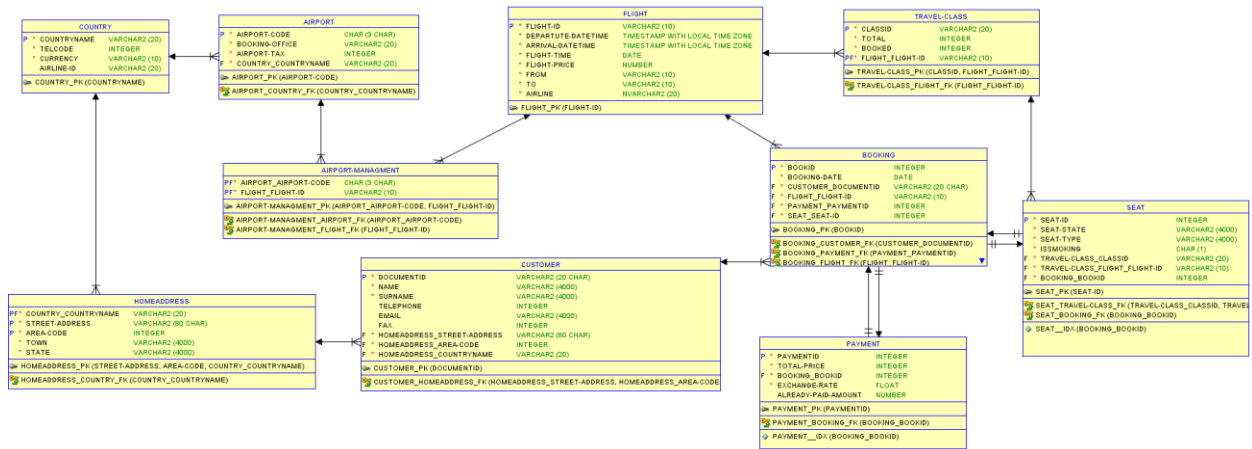 COUNTRY
P * COUNTRYNAME VARCHAR2 (20)
* TELCODE INTEGER
* CURRENCY VARCHAR2 (10)
AIRLINE-ID VARCHAR2 (20)
COUNTRY_PK (COUNTRYNAME)
AIRPORT
P * AIRPORT-CODE CHAR (3 CHAR)
* BOOKING-OFFICE VARCHAR2 (20)
* AIRPORT-TAX INTEGER
F * COUNTRY_COUNTRYNAME VARCHAR2 (20)
AIRPORT_PK (AIRPORT-CODE)
AIRPORT_COUNTRY_FK (COUNTRY_COUNTRYNAME)
FLIGHT
P * FLIGHT-ID VARCHAR2 (10)
* DEPARTUTE-DATETIME TIMESTAMP WITH LOCAL TIME ZONE
* ARRIVAL-DATETIME TIMESTAMP WITH LOCAL TIME ZONE
* FLIGHT-TIME DATE
* FLIGHT-PRICE NUMBER
* FROM VARCHAR2 (10)
* TO VARCHAR2 (10)
* AIRLINE NVARCHAR2 (20)
FLIGHT_PK (FLIGHT-ID)
TRAVEL-CLASS
P * CLASSID VARCHAR2 (20)
* TOTAL INTEGER
* BOOKED INTEGER
PF* FLIGHT_FLIGHT-ID VARCHAR2 (10)
TRAVEL-CLASS_PK (CLASSID, FLIGHT_FLIGHT-ID)
TRAVEL-CLASS_FLIGHT_FK (FLIGHT_FLIGHT-ID)
AIRPORT-MANAGMENT
PF* AIRPORT_AIRPORT-CODE CHAR (3 CHAR)
PF* FLIGHT_FLIGHT-ID VARCHAR2 (10)
AIRPORT-MANAGMENT_PK (AIRPORT_AIRPORT-CODE, FLIGHT_FLIGHT-ID)
AIRPORT-MANAGMENT_AIRPORT_FK (AIRPORT_AIRPORT-CODE)
AIRPORT-MANAGMENT_FLIGHT_FK (FLIGHT_FLIGHT-ID)
BOOKING
P * BOOKID INTEGER
* BOOKING-DATE DATE
F * CUSTOMER_DOCUMENTID VARCHAR2 (20 CHAR)
F * FLIGHT_FLIGHT-ID VARCHAR2 (10)
F * PAYMENT_PAYMENTID INTEGER
F * SEAT_SEAT-ID INTEGER
BOOKING_PK (BOOKID)
BOOKING_CUSTOMER_FK (CUSTOMER_DOCUMENTID)
BOOKING_PAYMENT_FK (PAYMENT_PAYMENTID)
BOOKING_FLIGHT_FK (FLIGHT_FLIGHT-ID)
SEAT
P * SEAT-ID INTEGER
* SEAT-STATE VARCHAR2 (4000)
* SEAT-TYPE VARCHAR2 (4000)
* ISSMOKING CHAR (1)
F * TRAVEL-CLASS_CLASSID VARCHAR2 (20)
F * TRAVEL-CLASS_FLIGHT_FLIGHT-ID VARCHAR2 (10)
F * BOOKING_BOOKID INTEGER
SEAT_PK (SEAT-ID)
SEAT_TRAVEL-CLASS_FK (TRAVEL-CLASS_CLASSID, TRAVEL
SEAT_BOOKING_FK (BOOKING_BOOKID)
SEAT__IDX (BOOKING_BOOKID)
CUSTOMER
P * DOCUMENTID VARCHAR2 (20 CHAR)
* NAME VARCHAR2 (4000)
* SURNAME VARCHAR2 (4000)
TELEPHONE INTEGER
EMAIL VARCHAR2 (4000)
FAX INTEGER
F * HOMEADDRESS_STREET-ADDRESS VARCHAR2 (80 CHAR)
F * HOMEADDRESS_AREA-CODE INTEGER
F * HOMEADDRESS_COUNTRYNAME VARCHAR2 (20)
CUSTOMER_PK (DOCUMENTID)
CUSTOMER_HOMEADDRESS_FK (HOMEADDRESS_STREET-ADDRESS, HOMEADDRESS_AREA-CODE
HOMEADDRESS
PF* COUNTRY_COUNTRYNAME VARCHAR2 (20)
P * STREET-ADDRESS VARCHAR2 (80 CHAR)
P * AREA-CODE INTEGER
* TOWN VARCHAR2 (4000)
* STATE VARCHAR2 (4000)
HOMEADDRESS_PK (STREET-ADDRESS, AREA-CODE, COUNTRY_COUNTRYNAME)
HOMEADDRESS_COUNTRY_FK (COUNTRY_COUNTRYNAME)
PAYMENT
P * PAYMENTID INTEGER
* TOTAL-PRICE INTEGER
F * BOOKING_BOOKID INTEGER
* EXCHANGE-RATE FLOAT
ALREADY-PAID-AMOUNT NUMBER
PAYMENT_PK (PAYMENTID)
PAYMENT_BOOKING_FK (BOOKING_BOOKID)
PAYMENT__IDX (BOOKING_BOOKID)